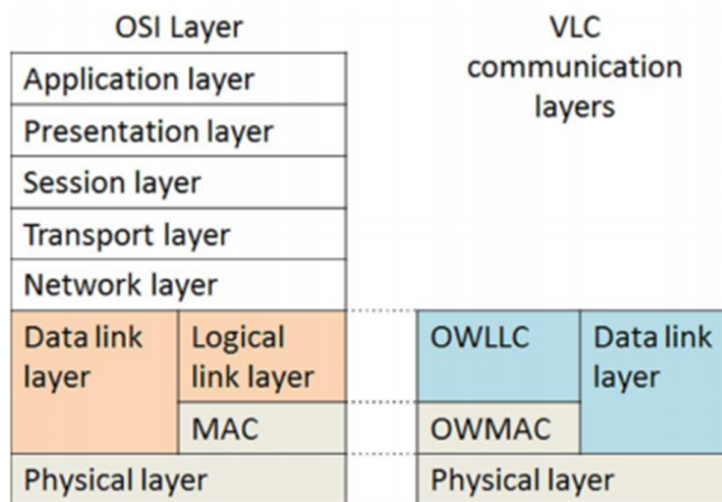 OSI Layer
Application layer
Presentation layer
Session layer
Transport layer
Network layer
Data link
layer
Logical
link layer
MAC
Physical layer
VLC
communication
layers
OWLLC
Data link
layer
OWMAC
Physical layer